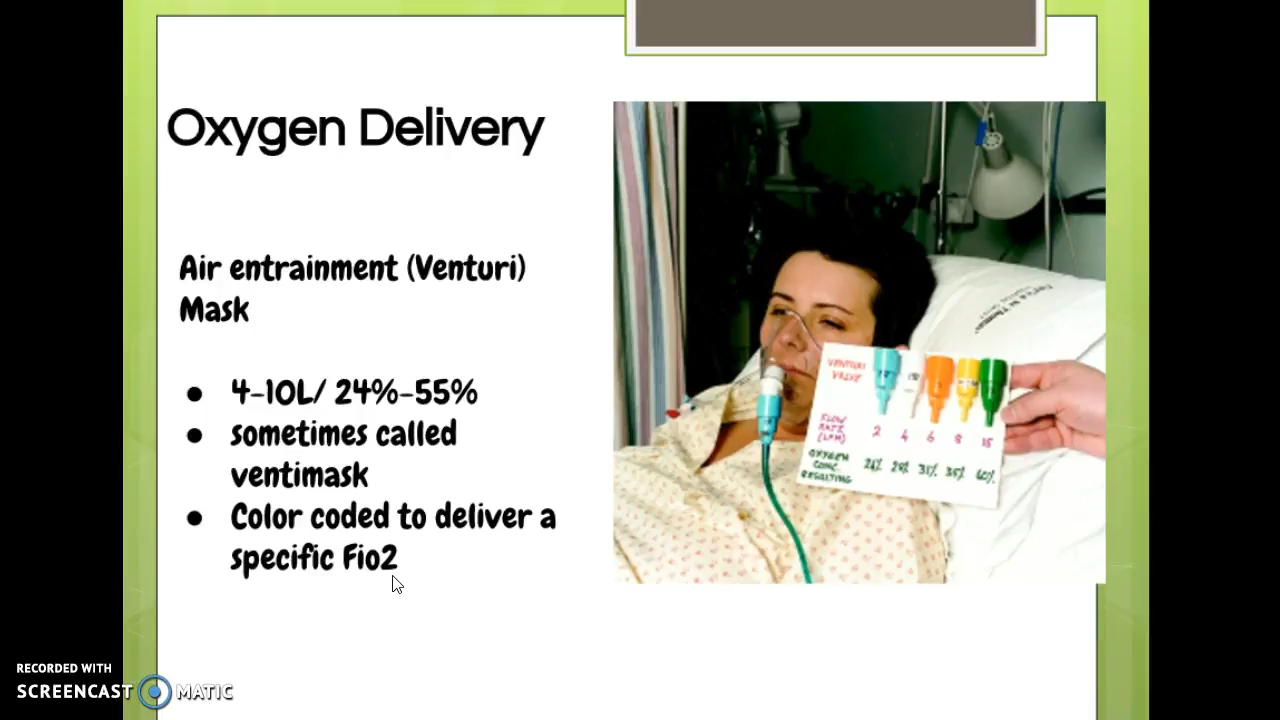 Oxygen Delivery
Air entrainment (Venturi)
Mask
4-10L/ 24%-55%
sometimes called
ventimask
Color coded to deliver a
specific Fio2
VENTURI
VALVE
FLOW
RATE 2 4 6 8 15
(LPM)
OXYGEN
CONC. 24% 28% 31% 35% 60%
RESULTING
RECORDED WITH
SCREENCAST MATIC